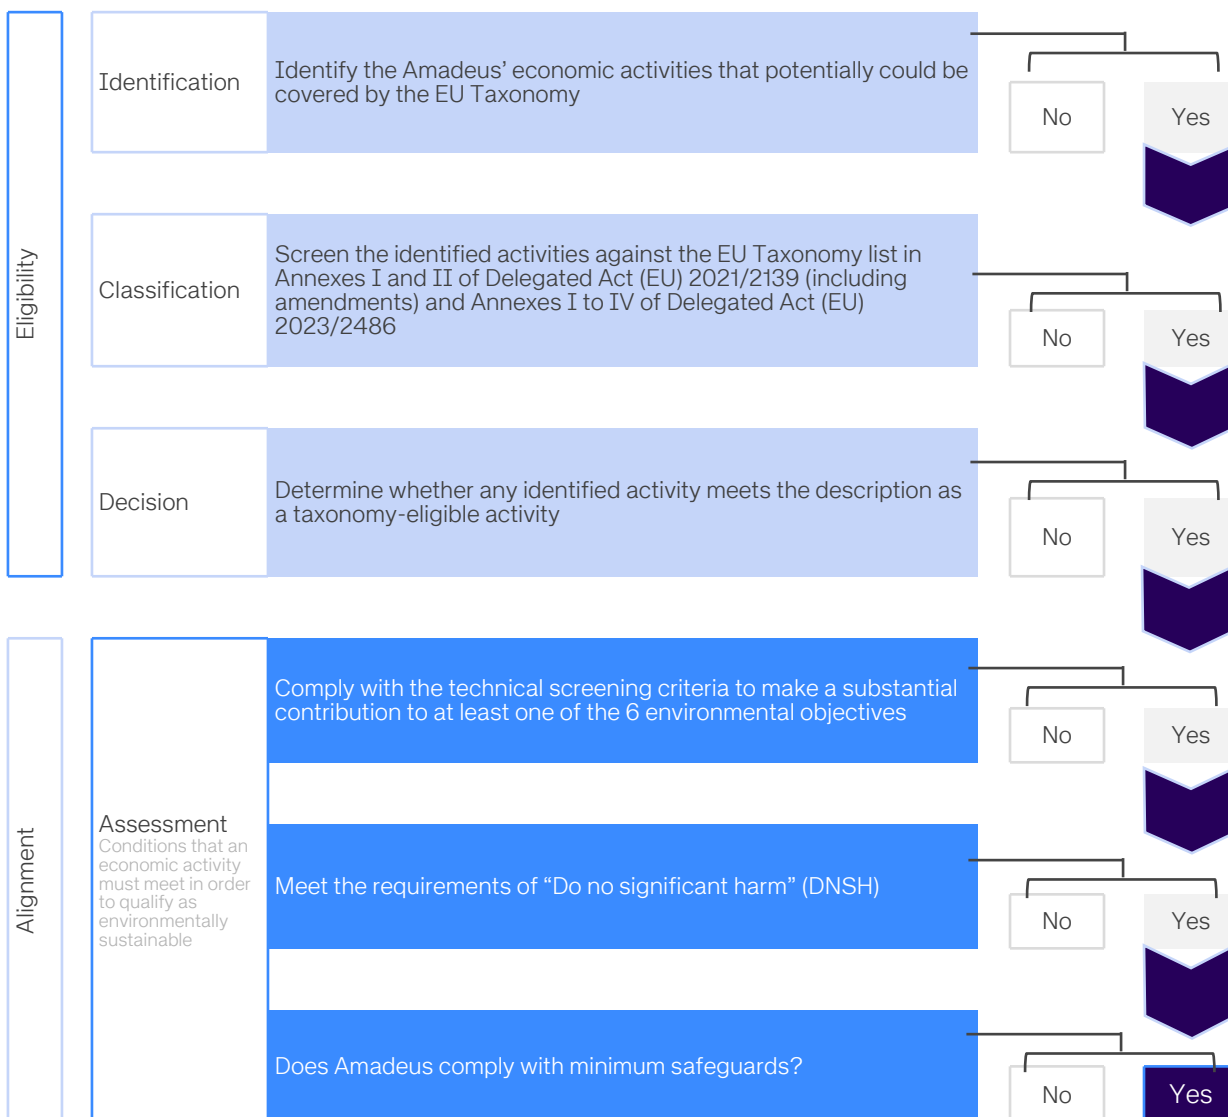 Eligibility
Identification
Identify the Amadeus’ economic activities that potentially could be
covered by the EU Taxonomy
No
Yes
Classification
Screen the identified activities against the EU Taxonomy list in
Annexes I and II of Delegated Act (EU) 2021/2139 (including
amendments) and Annexes I to IV of Delegated Act (EU)
2023/2486
No
Yes
Decision
Determine whether any identified activity meets the description as
a taxonomy-eligible activity
No
Yes
Alignment
Assessment
Conditions that an
economic activity
must meet in order
to qualify as
environmentally
sustainable
Comply with the technical screening criteria to make a substantial
contribution to at least one of the 6 environmental objectives
No
Yes
Meet the requirements of “Do no significant harm” (DNSH)
No
Yes
Does Amadeus comply with minimum safeguards?
No
Yes